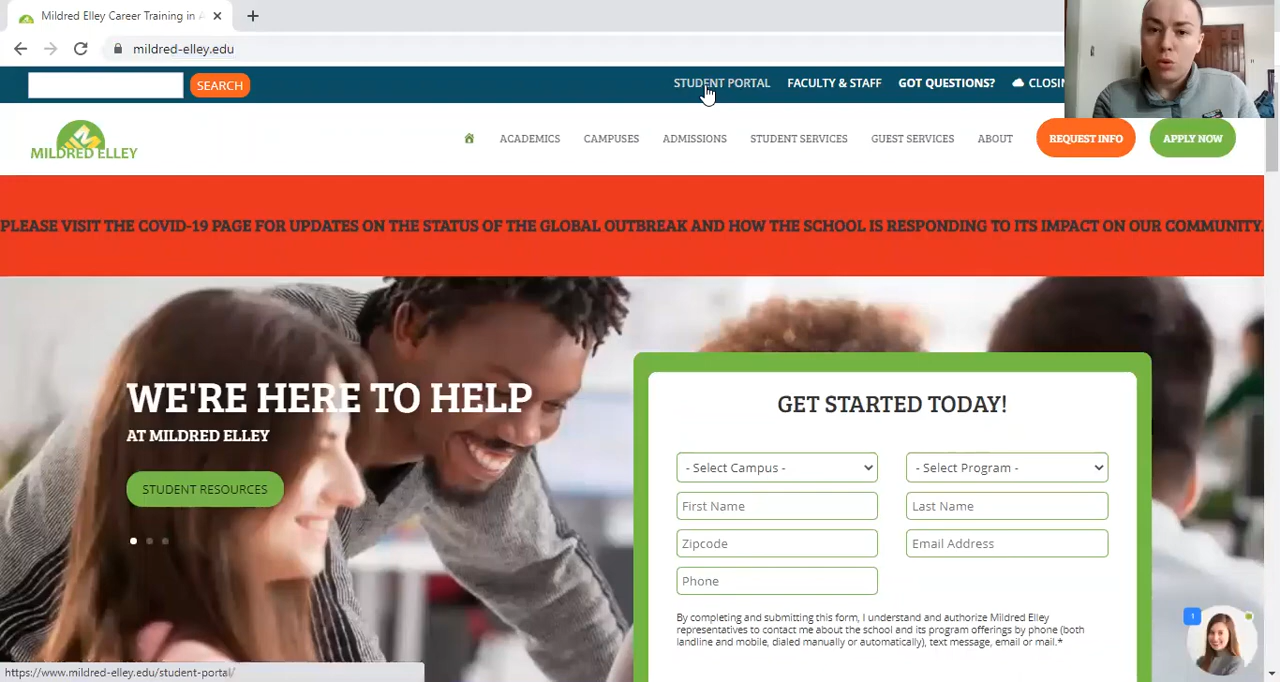 Mildred Elley Career Training in A
mildred-elley.edu
SEARCH
STUDENT PORTAL
FACULTY & STAFF
GOT QUESTIONS?
CLOSIN
MILDRED ELLEY
ACADEMICS
CAMPUSES
ADMISSIONS
STUDENT SERVICES
GUEST SERVICES
ABOUT
REQUEST INFO
APPLY NOW
PLEASE VISIT THE COVID-19 PAGE FOR UPDATES ON THE STATUS OF THE GLOBAL OUTBREAK AND HOW THE SCHOOL IS RESPONDING TO ITS IMPACT ON OUR COMMUNITY.
WE'RE HERE TO HELP
AT MILDRED ELLEY
STUDENT RESOURCES
GET STARTED TODAY!
- Select Campus -
- Select Program -
First Name
Last Name
Zipcode
Email Address
Phone
By completing and submitting this form, I understand and authorize Mildred Elley
representatives to contact me about the school and its program offerings by phone (both
landline and mobile, dialed manually or automatically), text message, email or mail.*
1
https://www.mildred-elley.edu/student-portal/